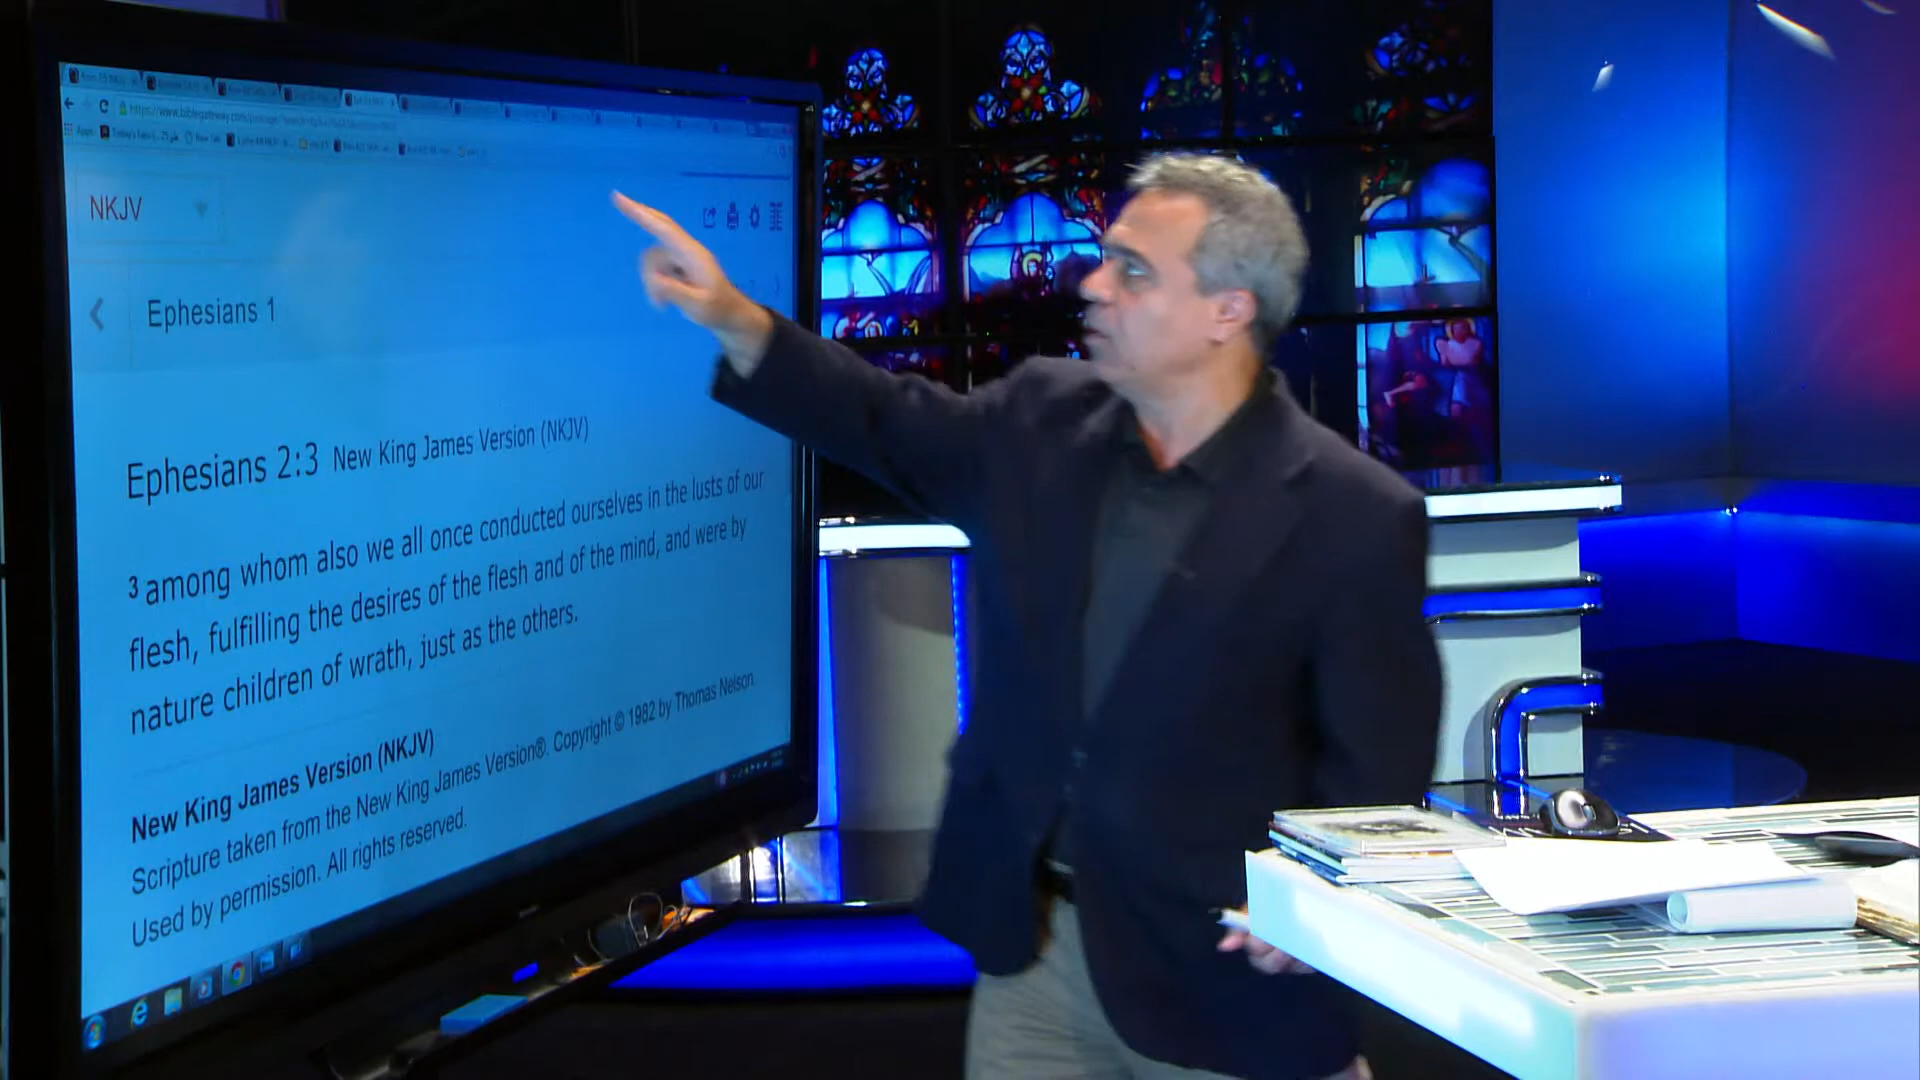 Apps
NKJV
Ephesians 1
Ephesians 2:3 New King James Version (NKJV)
3 among whom also we all once conducted ourselves in the lusts of our
flesh, fulfilling the desires of the flesh and of the mind, and were by
nature children of wrath, just as the others.
New King James Version (NKJV)
Scripture taken from the New King James Version®. Copyright © 1982 by Thomas Nelson.
Used by permission. All rights reserved.